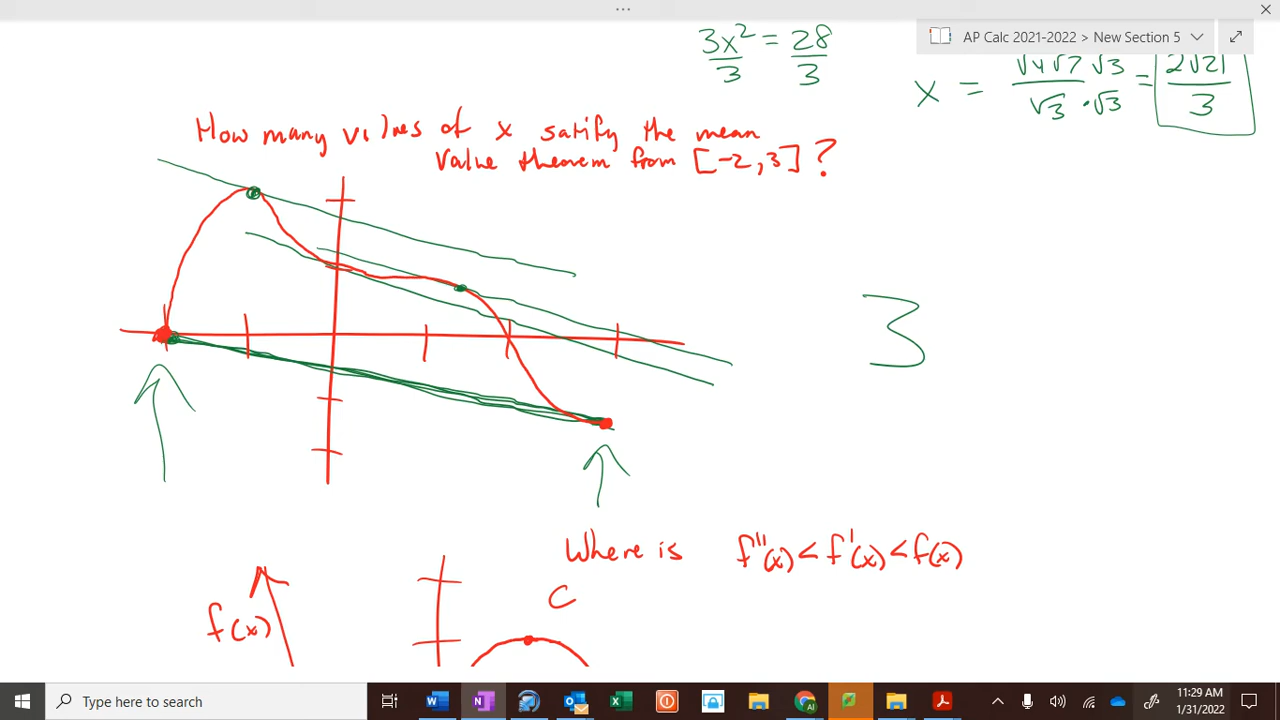 AP Calc 2021-2022 > New Section 5
3x² = 28
3 3
x = √4√7 √3 = 2√21
√3 • √3 3
How many values of x satify the mean
value theorem from [-2,3]?
3
Where is f''(x) < f'(x) < f(x)
C
f(x)
Type here to search
11:29 AM
1/31/2022